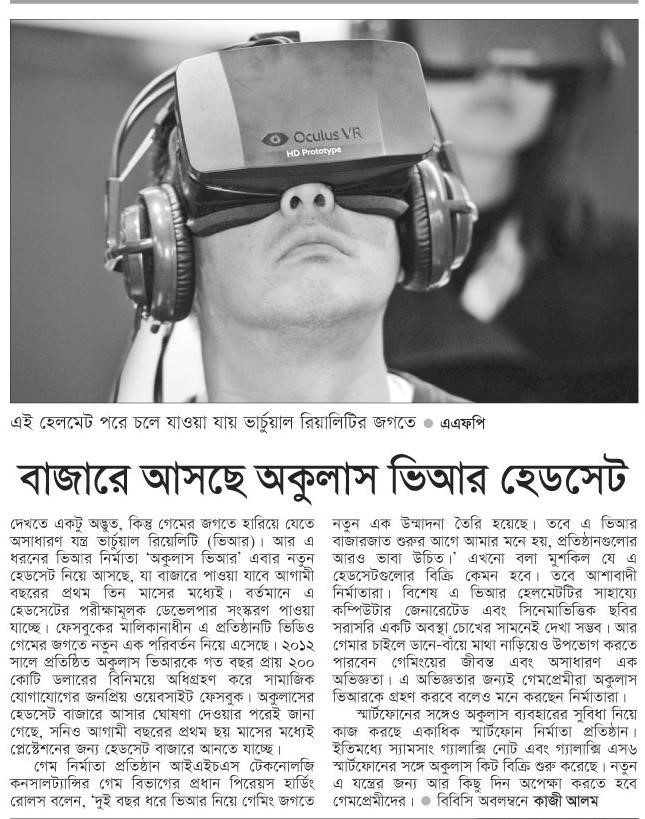 Oculus VR
HD Prototype
এই হেলমেট পরে চলে যাওয়া যায় ভার্চুয়াল রিয়ালিটির জগতে ● এএফপি
বাজারে আসছে অকুলাস ভিআর হেডসেট
দেখতে একটু অদ্ভুত, কিন্তু গেমের জগতে হারিয়ে যেতে
অসাধারণ যন্ত্র ভার্চুয়াল রিয়েলিটি (ভিআর)। আর এ
ধরনের ভিআর নির্মাতা ‘অকুলাস ভিআর’ এবার নতুন
হেডসেট নিয়ে আসছে, যা বাজারে পাওয়া যাবে আগামী
বছরের প্রথম তিন মাসের মধ্যেই। বর্তমানে এ
হেডসেটের পরীক্ষামূলক ডেভেলপার সংস্করণ পাওয়া
যাচ্ছে। ফেসবুকের মালিকানাধীন এ প্রতিষ্ঠানটি ভিডিও
গেমের জগতে নতুন এক পরিবর্তন নিয়ে এসেছে। ২০১২
সালে প্রতিষ্ঠিত অকুলাস ভিআরকে গত বছর প্রায় ২০০
কোটি ডলারের বিনিময়ে অধিগ্রহণ করে সামাজিক
যোগাযোগের জনপ্রিয় ওয়েবসাইট ফেসবুক। অকুলাসের
হেডসেট বাজারে আসার ঘোষণা দেওয়ার পরেই জানা
গেছে, সনিও আগামী বছরের প্রথম ছয় মাসের মধ্যেই
প্লেস্টেশনের জন্য হেডসেট বাজারে আনতে যাচ্ছে।
গেম নির্মাতা প্রতিষ্ঠান আইএইচএস টেকনোলজি
কনসালট্যান্সির গেম বিভাগের প্রধান পিরেয়স হার্ডিং
রোলস বলেন, ‘দুই বছর ধরে ভিআর নিয়ে গেমিং জগতে
নতুন এক উন্মাদনা তৈরি হয়েছে। তবে এ ভিআর
বাজারজাত শুরুর আগে আমার মনে হয়, প্রতিষ্ঠানগুলোর
আরও ভাবা উচিত।’ এখনো বলা মুশকিল যে এ
হেডসেটগুলোর বিক্রি কেমন হবে। তবে আশাবাদী
নির্মাতারা। বিশেষ এ ভিআর হেলমেটটির সাহায্যে
কম্পিউটার জেনারেটেড এবং সিনেমাভিত্তিক ছবির
সরাসরি একটি অবস্থা চোখের সামনেই দেখা সম্ভব। আর
গেমার চাইলে ডানে-বাঁয়ে মাথা নাড়িয়েও উপভোগ করতে
পারবেন গেমিংয়ের জীবন্ত এবং অসাধারণ এক
অভিজ্ঞতা। এ অভিজ্ঞতার জন্যই গেমপ্রেমীরা অকুলাস
ভিআরকে গ্রহণ করবে বলেও মনে করছেন নির্মাতারা।
স্মার্টফোনের সঙ্গেও অকুলাস ব্যবহারের সুবিধা নিয়ে
কাজ করছে একাধিক স্মার্টফোন নির্মাতা প্রতিষ্ঠান।
ইতিমধ্যে স্যামসাং গ্যালাক্সি নোট এবং গ্যালাক্সি এস৬
স্মার্টফোনের সঙ্গে অকুলাস কিট বিক্রি শুরু করেছে। নতুন
এ যন্ত্রের জন্য আর কিছু দিন অপেক্ষা করতে হবে
গেমপ্রেমীদের। ● বিবিসি অবলম্বনে কাজী আলম